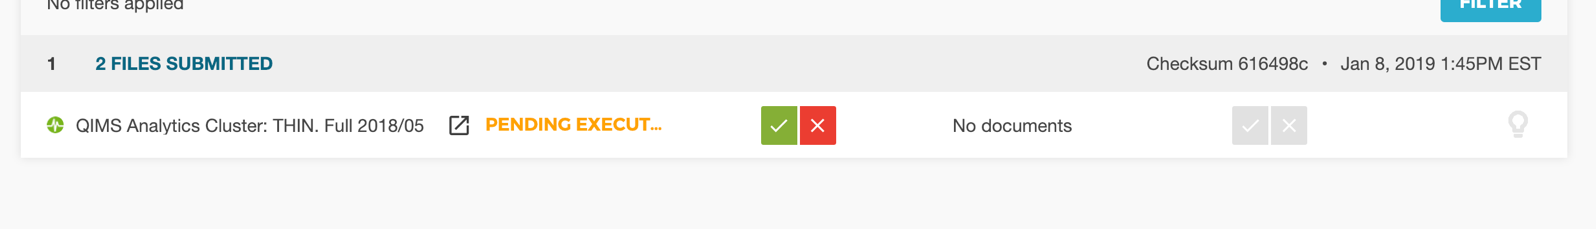 No filters applied
FILTER
1 2 FILES SUBMITTED Checksum 616498c • Jan 8, 2019 1:45PM EST
QIMS Analytics Cluster: THIN. Full 2018/05 PENDING EXECUT... No documents